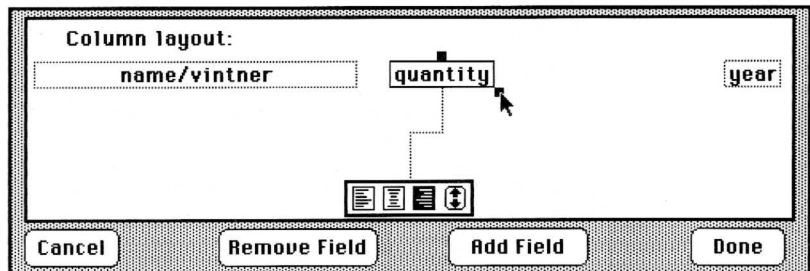 Column layout:
name/vintner quantity year
Cancel Remove Field Add Field Done